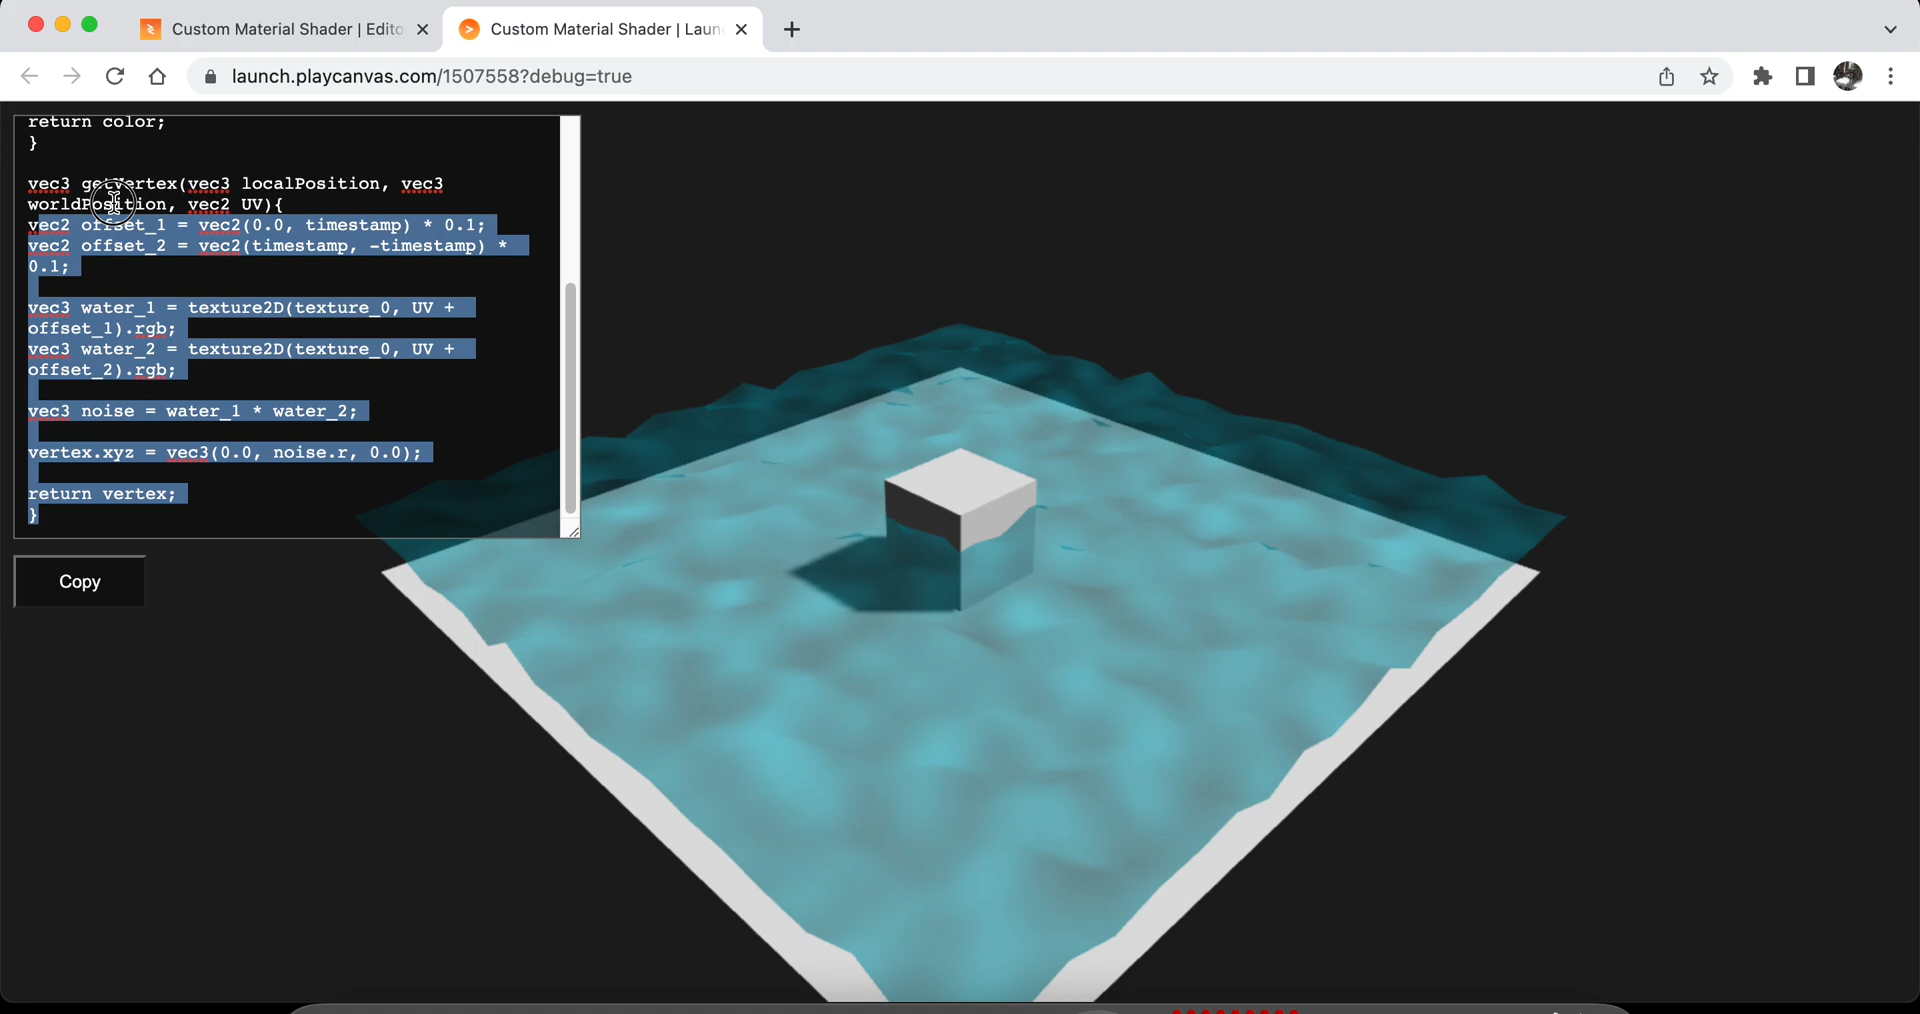 Custom Material Shader | Edito
Custom Material Shader | Laun
launch.playcanvas.com/1507558?debug=true
return color;
}
vec3 getVertex(vec3 localPosition, vec3
worldPosition, vec2 UV){
vec2 offset_1 = vec2(0.0, timestamp) * 0.1;
vec2 offset_2 = vec2(timestamp, -timestamp) *
0.1;
vec3 water_1 = texture2D(texture_0, UV +
offset_1).rgb;
vec3 water_2 = texture2D(texture_0, UV +
offset_2).rgb;
vec3 noise = water_1 * water_2;
vertex.xyz = vec3(0.0, noise.r, 0.0);
return vertex;
}
Copy